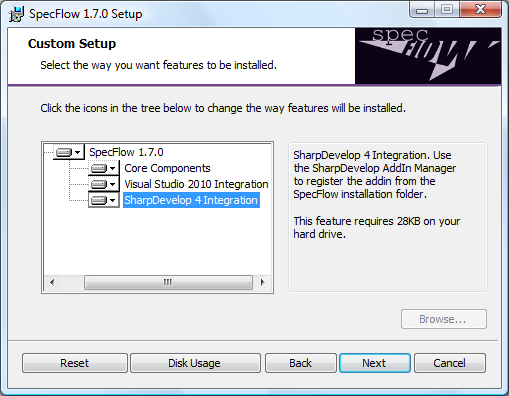 SpecFlow 1.7.0 Setup
Custom Setup
Select the way you want features to be installed.
spec
FLOW
Click the icons in the tree below to change the way features will be installed.
SpecFlow 1.7.0
Core Components
Visual Studio 2010 Integration
SharpDevelop 4 Integration
SharpDevelop 4 Integration. Use
the SharpDevelop AddIn Manager
to register the addin from the
SpecFlow installation folder.
This feature requires 28KB on your
hard drive.
Browse...
Reset
Disk Usage
Back
Next
Cancel